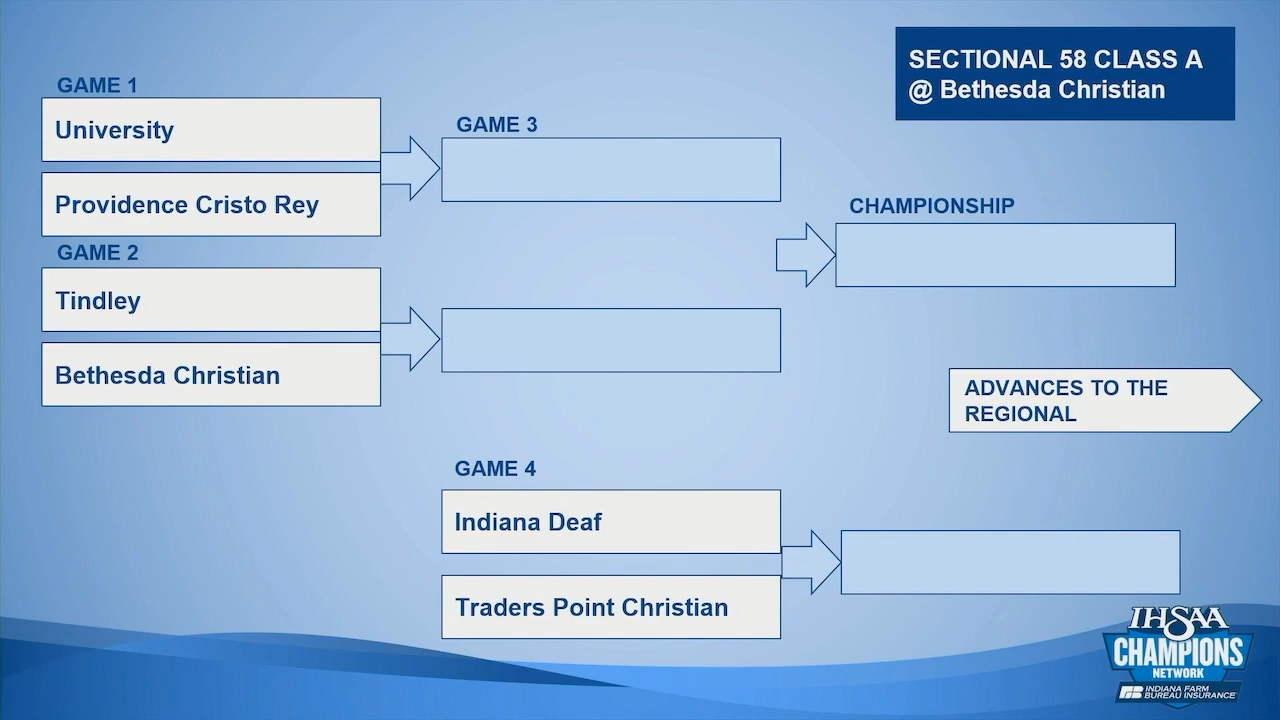 SECTIONAL 58 CLASS A
@ Bethesda Christian
GAME 1
University
Providence Cristo Rey
GAME 2
Tindley
Bethesda Christian
GAME 3
CHAMPIONSHIP
ADVANCES TO THE
REGIONAL
GAME 4
Indiana Deaf
Traders Point Christian
IHSAA
CHAMPIONS
NETWORK
INDIANA FARM
BUREAU INSURANCE